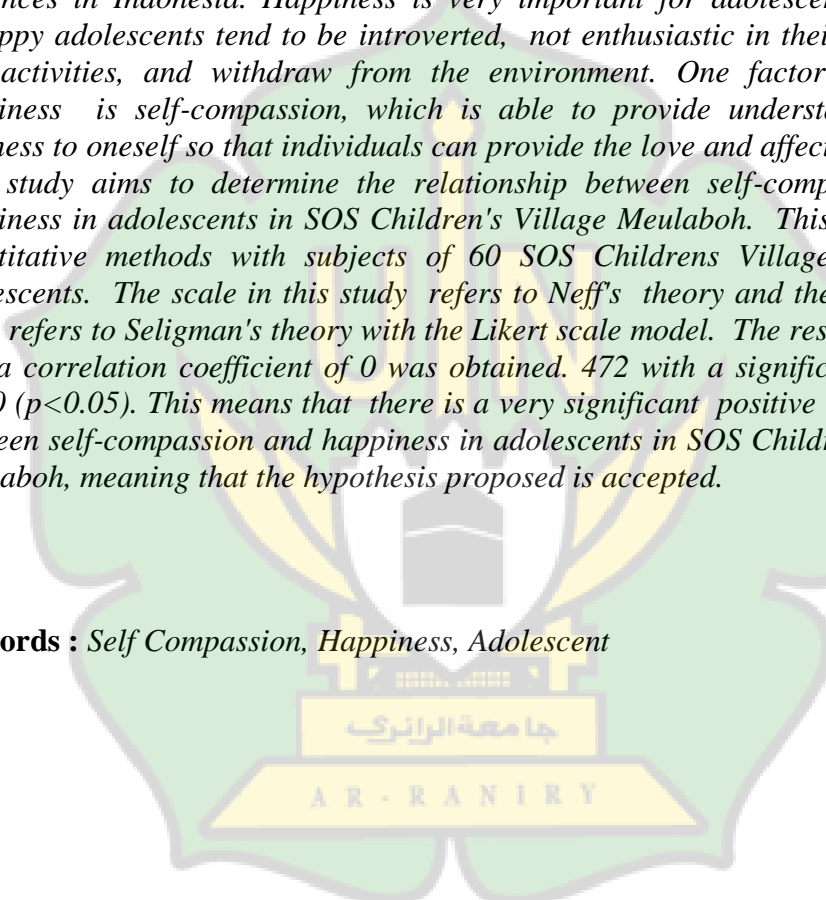 nces in Indonesia. Happiness is very important for adolescen
ppy adolescents tend to be introverted, not enthusiastic in thei
activities, and withdraw from the environment. One factor
iness is self-compassion, which is able to provide underst
ness to oneself so that individuals can provide the love and affect
study aims to determine the relationship between self-comp
iness in adolescents in SOS Children's Village Meulaboh. This
titative methods with subjects of 60 SOS Childrens Village
escents. The scale in this study refers to Neff's theory and the
refers to Seligman's theory with the Likert scale model. The res
a correlation coefficient of 0 was obtained. 472 with a signific
0 (p<0.05). This means that there is a very significant positive
een self-compassion and happiness in adolescents in SOS Childr
aboh, meaning that the hypothesis proposed is accepted.
UIN
ords : Self Compassion, Happiness, Adolescent
جامعة الرانري
AR-RANIRY